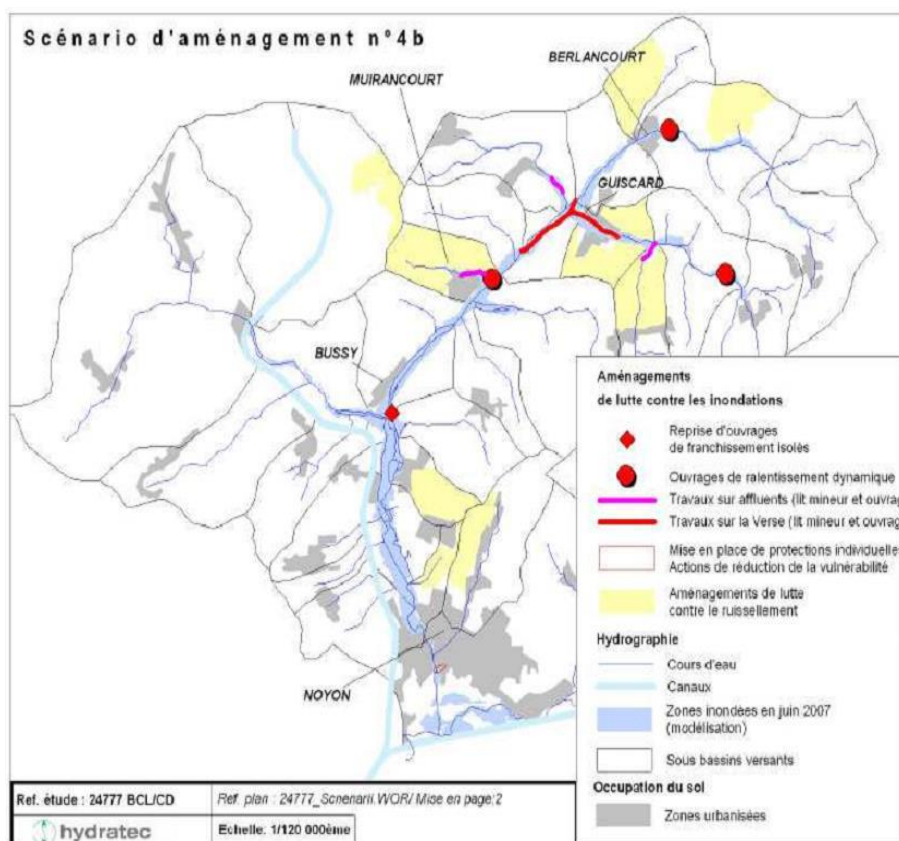 Scénario d'aménagement n°4b
BERLANCOURT
MUIRANCOURT
GUISCARD
BUSSY
NOYON
Aménagements
de lutte contre les inondations
Reprise d'ouvrages
de franchissement isolés
Ouvrages de ralentissement dynamique
Travaux sur affluents (lit mineur et ouvrag
Travaux sur la Verse (lit mineur et ouvrag
Mise en place de protections individuelle
Actions de réduction de la vulnérabilité
Aménagements de lutte
contre le ruissellement
Hydrographie
Cours d'eau
Canaux
Zones inondées en juin 2007
(modélisation)
Sous bassins versants
Occupation du sol
Zones urbanisées
Ref. étude : 24777 BCL/CD
Ref. plan : 24777_Scnenarii.WOR/ Mise en page:2
hydratec
Echelle: 1/120 000ème